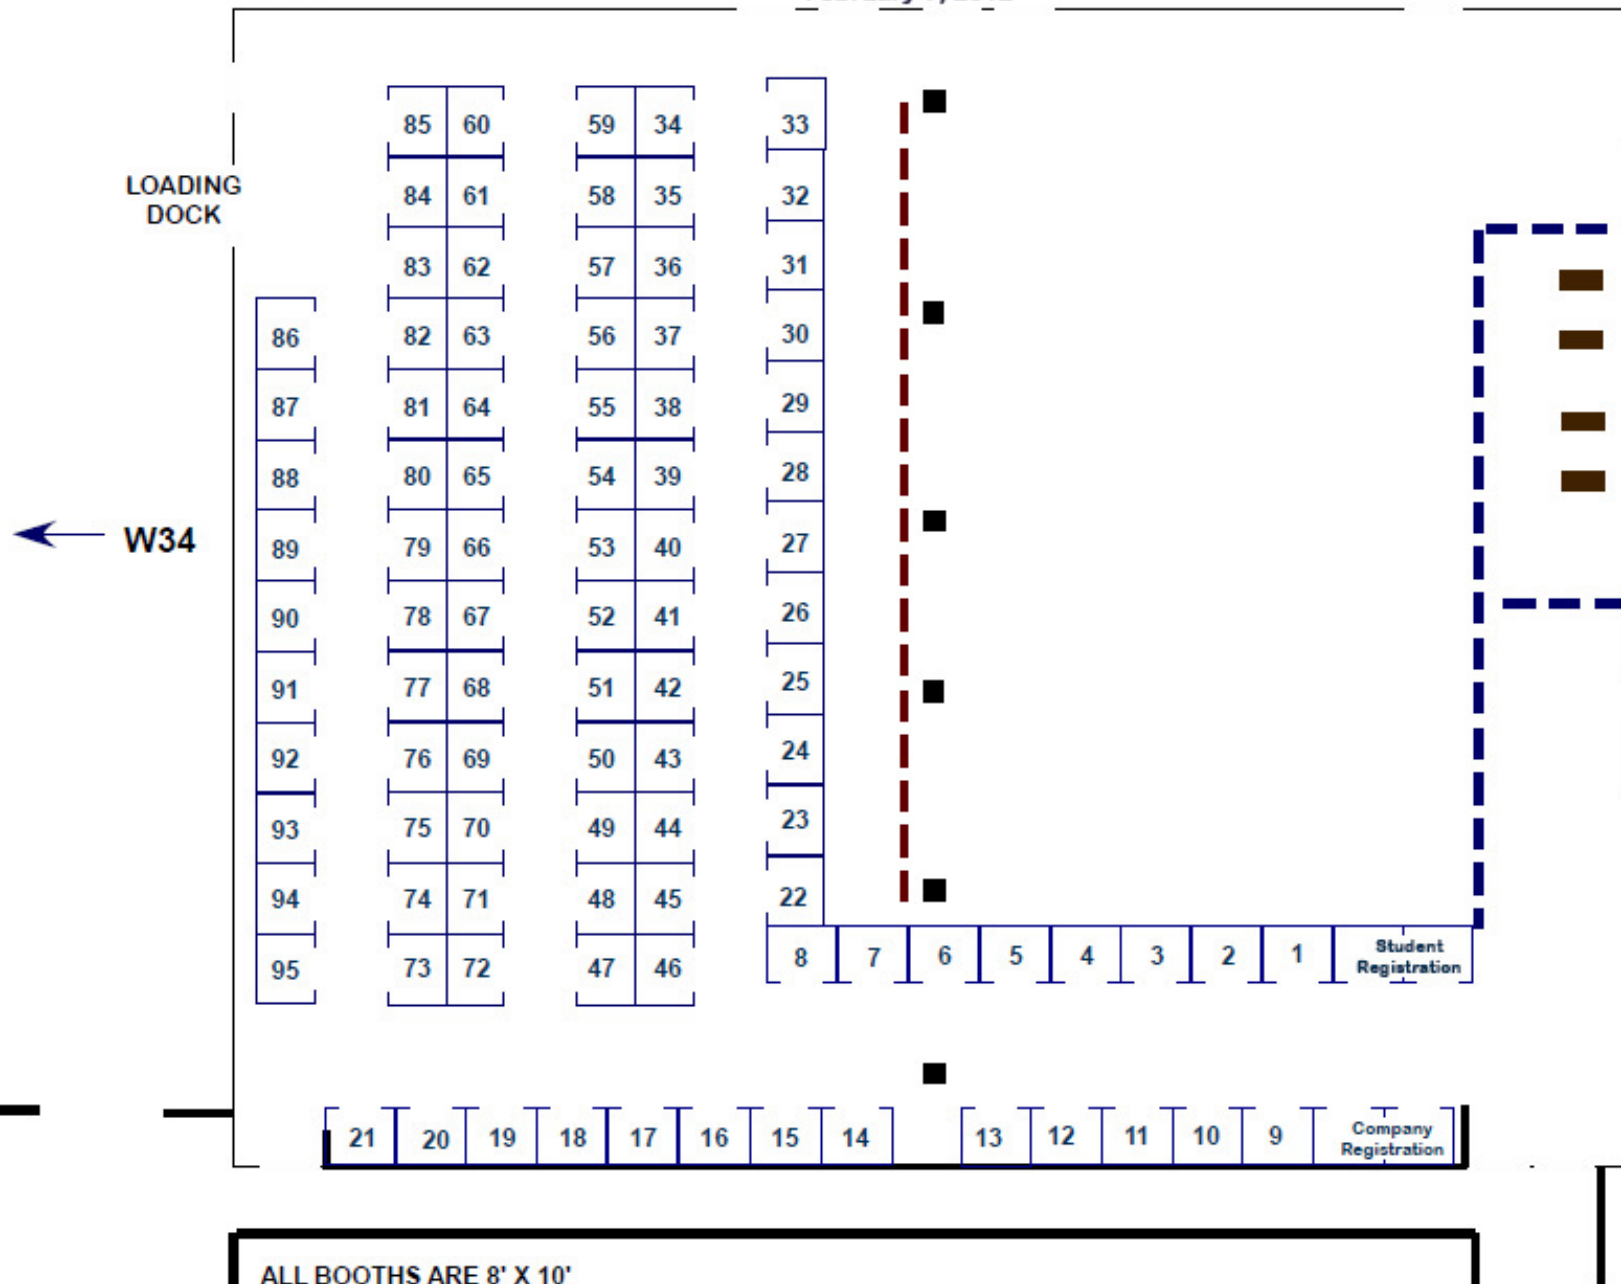 85 60 59 34 33
LOADING
DOCK
84 61 58 35 32
83 62 57 36 31
86 82 63 56 37 30
87 81 64 55 38 29
88 80 65 54 39 28
W34
89 79 66 53 40 27
90 78 67 52 41 26
91 77 68 51 42 25
92 76 69 50 43 24
93 75 70 49 44 23
94 74 71 48 45 22
95 73 72 47 46 8 7 6 5 4 3 2 1
Student
Registration
21 20 19 18 17 16 15 14 13 12 11 10 9
Company
Registration
ALL BOOTHS ARE 8' X 10'